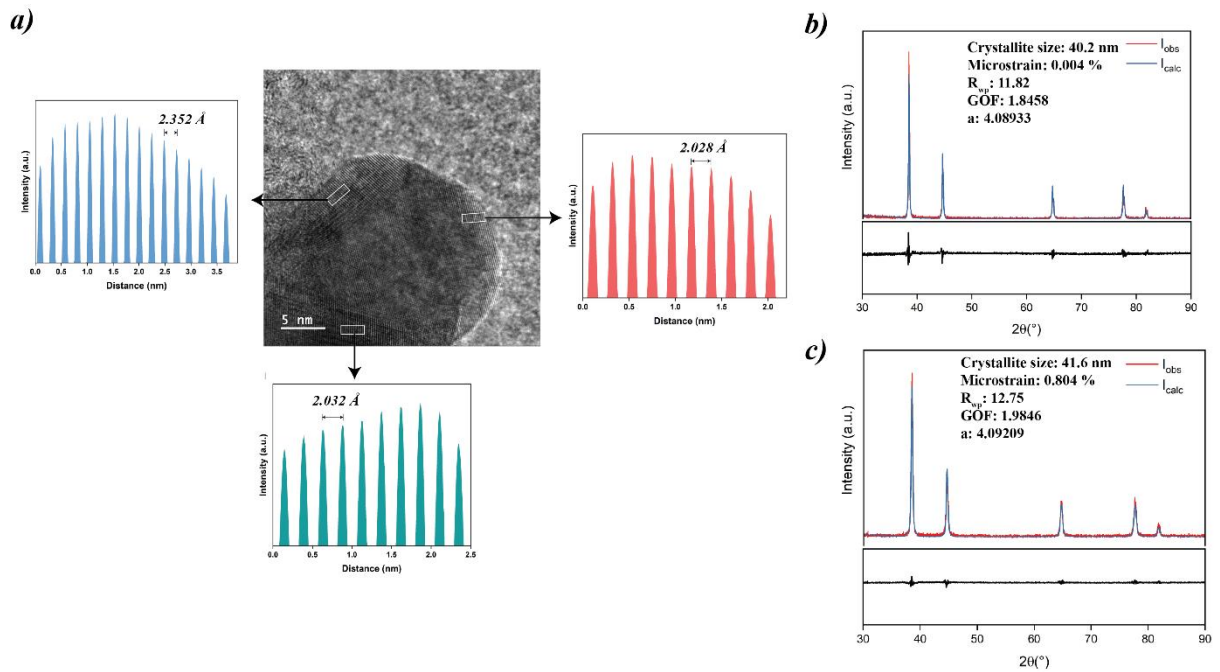 a)
2.352 Å
Intensity (a.u.)
0.0 0.5 1.0 1.5 2.0 2.5 3.0 3.5
Distance (nm)
5 nm
2.028 Å
Intensity (a.u.)
0.0 0.5 1.0 1.5 2.0
Distance (nm)
2.032 Å
Intensity (a.u.)
0.0 0.5 1.0 1.5 2.0 2.5
Distance (nm)
b)
Crystallite size: 40.2 nm
Microstrain: 0.004 %
Rwp: 11.82
GOF: 1.8458
a: 4.08933
Iobs
Icalc
Intensity (a.u.)
30 40 50 60 70 80 90
2θ(°)
c)
Crystallite size: 41.6 nm
Microstrain: 0.804 %
Rwp: 12.75
GOF: 1.9846
a: 4.09209
Iobs
Icalc
Intensity (a.u.)
30 40 50 60 70 80 90
2θ(°)